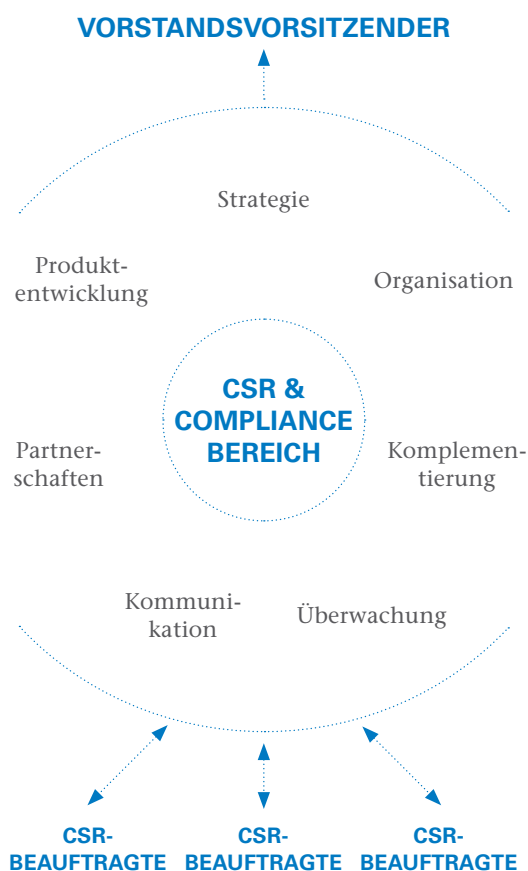 VORSTANDSVORSITZENDER
Strategie
Produkt-
entwicklung
Organisation
CSR &
COMPLIANCE
BEREICH
Partner-
schaften
Komplemen-
tierung
Kommuni-
kation
Überwachung
CSR-
BEAUFTRAGTE
CSR-
BEAUFTRAGTE
CSR-
BEAUFTRAGTE